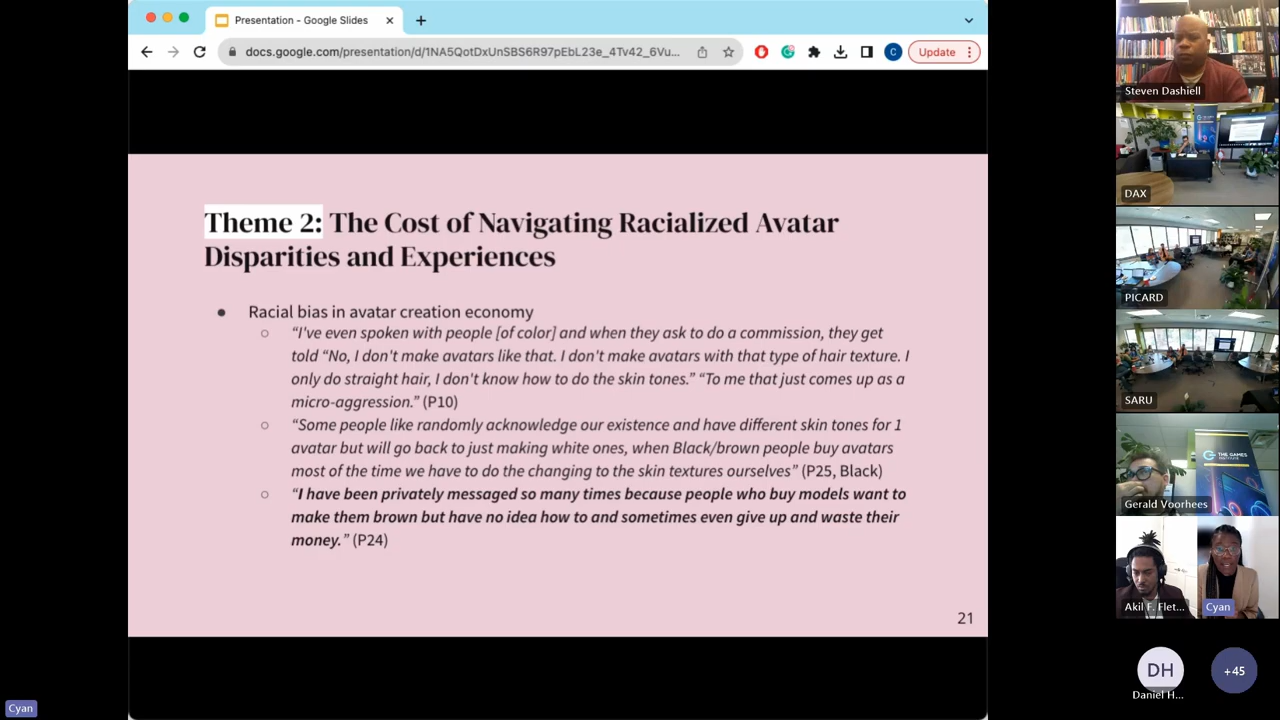 Presentation - Google Slides
docs.google.com/presentation/d/1NA5QotDxUnSBS6R97pEbL23e_4Tv42_6Vu...
C
Update
Theme 2: The Cost of Navigating Racialized Avatar
Disparities and Experiences
Racial bias in avatar creation economy
“I've even spoken with people [of color] and when they ask to do a commission, they get
told “No, I don't make avatars like that. I don't make avatars with that type of hair texture. I
only do straight hair, I don't know how to do the skin tones.” “To me that just comes up as a
micro-aggression.” (P10)
“Some people like randomly acknowledge our existence and have different skin tones for 1
avatar but will go back to just making white ones, when Black/brown people buy avatars
most of the time we have to do the changing to the skin textures ourselves” (P25, Black)
“I have been privately messaged so many times because people who buy models want to
make them brown but have no idea how to and sometimes even give up and waste their
money.” (P24)
21
Steven Dashiell
DAX
PICARD
SARU
THE GAMES
INSTITUTE
Gerald Voorhees
Akil F. Flet...
Cyan
DH
Daniel H...
+45
Cyan